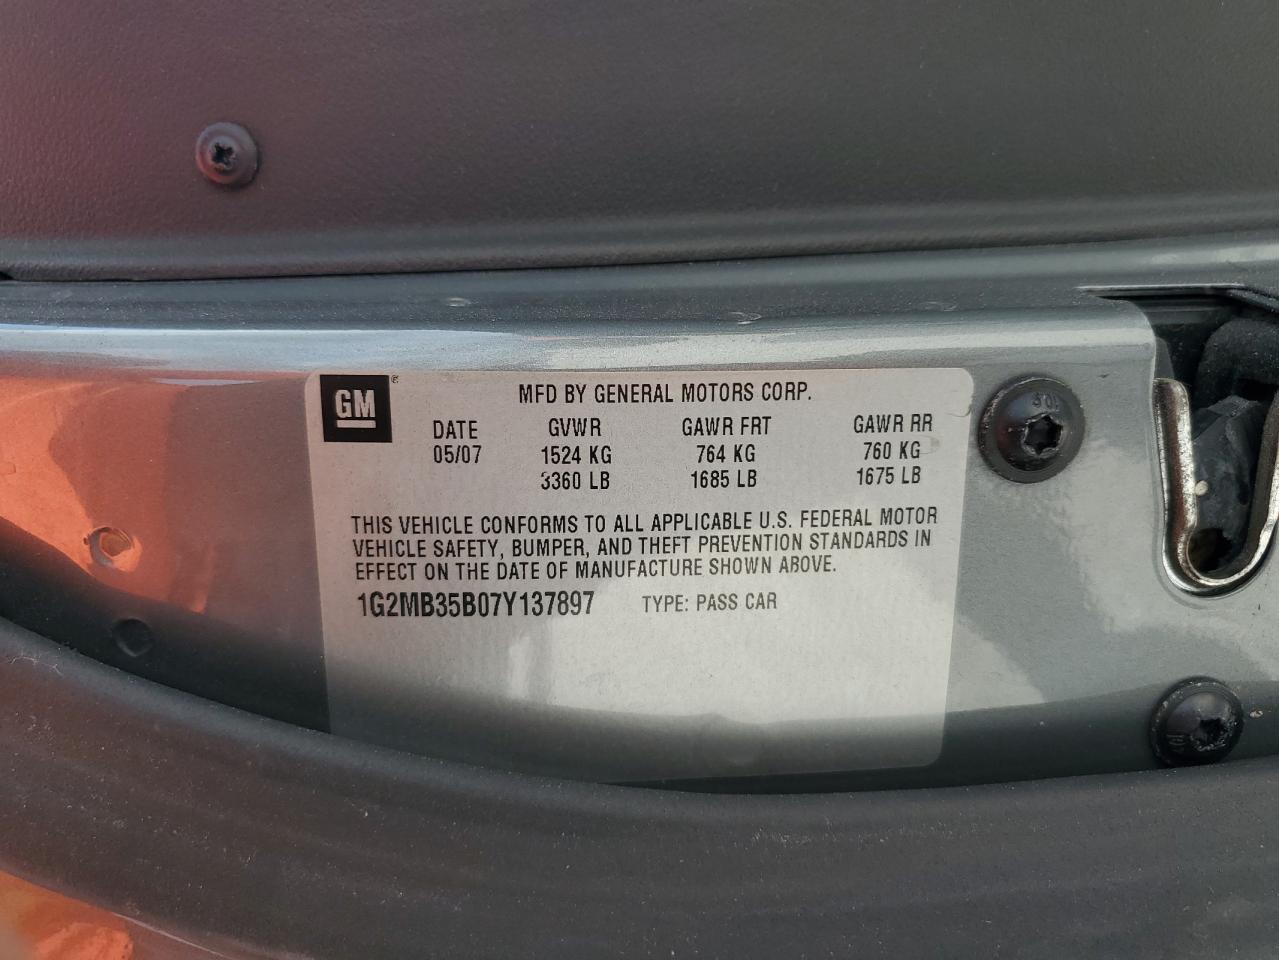 GM®
MFD BY GENERAL MOTORS CORP.
DATE GVWR GAWR FRT GAWR RR
05/07 1524 KG 764 KG 760 KG
3360 LB 1685 LB 1675 LB
THIS VEHICLE CONFORMS TO ALL APPLICABLE U.S. FEDERAL MOTOR
VEHICLE SAFETY, BUMPER, AND THEFT PREVENTION STANDARDS IN
EFFECT ON THE DATE OF MANUFACTURE SHOWN ABOVE.
1G2MB35B07Y137897 TYPE: PASS CAR